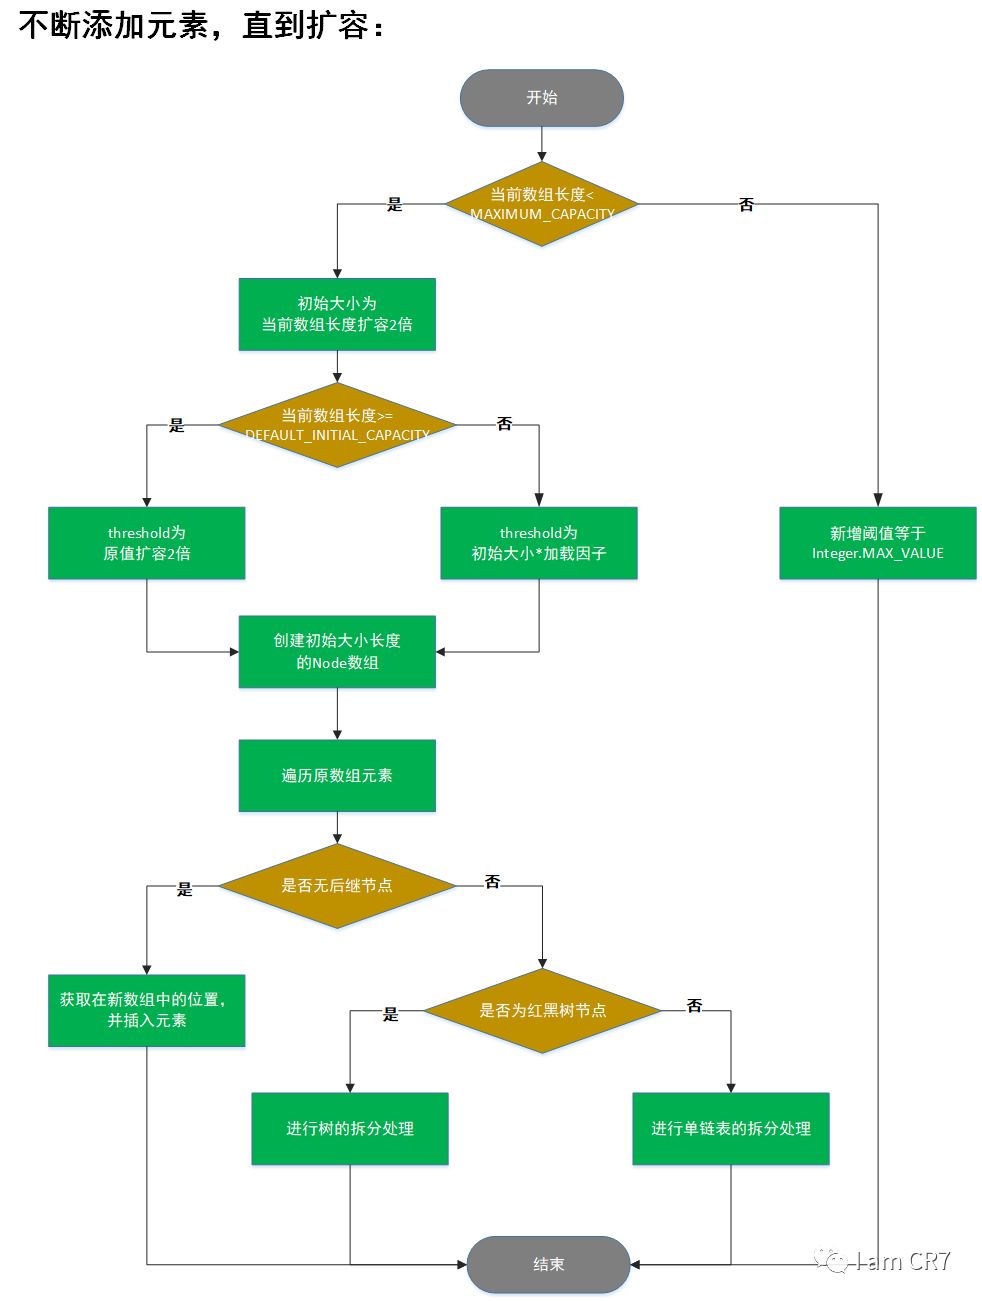 不断添加元素，直到扩容：
开始
当前数组长度<
MAXIMUM_CAPACITY
是
否
初始大小为
当前数组长度扩容2倍
当前数组长度>=
DEFAULT_INITIAL_CAPACITY
是
否
threshold为
原值扩容2倍
threshold为
初始大小*加载因子
新增阈值等于
Integer.MAX_VALUE
创建初始大小长度
的Node数组
遍历原数组元素
是否无后继节点
是
否
获取在新数组中的位置，
并插入元素
是否为红黑树节点
是
否
进行树的拆分处理
进行单链表的拆分处理
结束
I am CR7